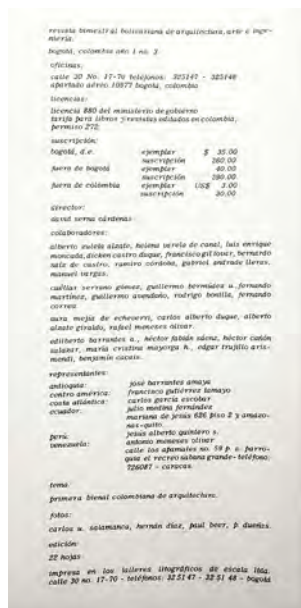 revista bimestral bolivariana de arquitectura, arte e inge-
niería.
bogotá, colombia año 1 no. 3
oficinas:
calle 30 No. 17-70 teléfonos: 325147 - 325148
apartado aéreo 10977 bogotá, colombia
licencias:
licencia 880 del ministerio de gobierno
tarifa para libros y revistas editados en colombia,
permiso 272.
suscripción:
bogotá, d.e. ejemplar $ 35.00
suscripción 260.00
fuera de bogotá ejemplar 40.00
suscripción 290.00
fuera de colombia ejemplar US$ 3.00
suscripción 30.00
director:
david serna cárdenas
colaboradores:
alberto zalate, helena varela de canal, luis enrique
moncada, dicken castro duque, francisco gil tovar, bernardo
salz de castro, ramiro córdoba, gabriel andrade lleras,
manuel vargas,
serrano gómez, guillermo bermúdez u. fernando
martínez, guillermo avendaño, rodrigo bonilla, fernando
correa
aura mejía de echeverri, carlos alberto duque, alberto
alzate giraldo, rafael meneses olivar.
edilberto barrantes a., héctor fabián sáenz, héctor cañón
salazar, maría cristina mayorga h., edgar trujillo aris-
mendi, benjamín
representantes:
antioquia: josé barrantes amaya
centro américa: francisco gutiérrez tamayo
costa atlántica: carlos garcía escobar
ecuador: julio medina fernández
mariana de jesús 626 piso 2 y amazo-
nas-quito.
perú: jesús alberto quintero s.
venezuela: antonio meneses olivar
calle los apamates no. 59 p. a. parro-
quia el recreo sabana grande- teléfono:
726087 - caracas.
tema:
primera bienal colombiana de arquitectura.
fotos:
carlos u. salamanca, hernán díaz, paul beer, p. dueñas.
edición:
22 hojas
impresa en los talleres litográficos de escala ltda.
calle 30 no. 17-70 - teléfonos: 32 51 47 - 32 51 48 - bogotá